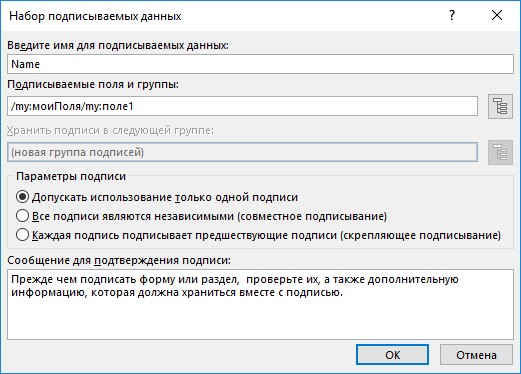 Набор подписываемых данных
Введите имя для подписываемых данных:
Name
Подписываемые поля и группы:
/my:моиПоля/my:поле1
Хранить подписи в следующей группе:
(новая группа подписей)
Параметры подписи
Допускать использование только одной подписи
Все подписи являются независимыми (совместное подписывание)
Каждая подпись подписывает предшествующие подписи (скрепляющее подписывание)
Сообщение для подтверждения подписи:
Прежде чем подписать форму или раздел, проверьте их, а также дополнительную
информацию, которая должна храниться вместе с подписью.
ОК
Отмена